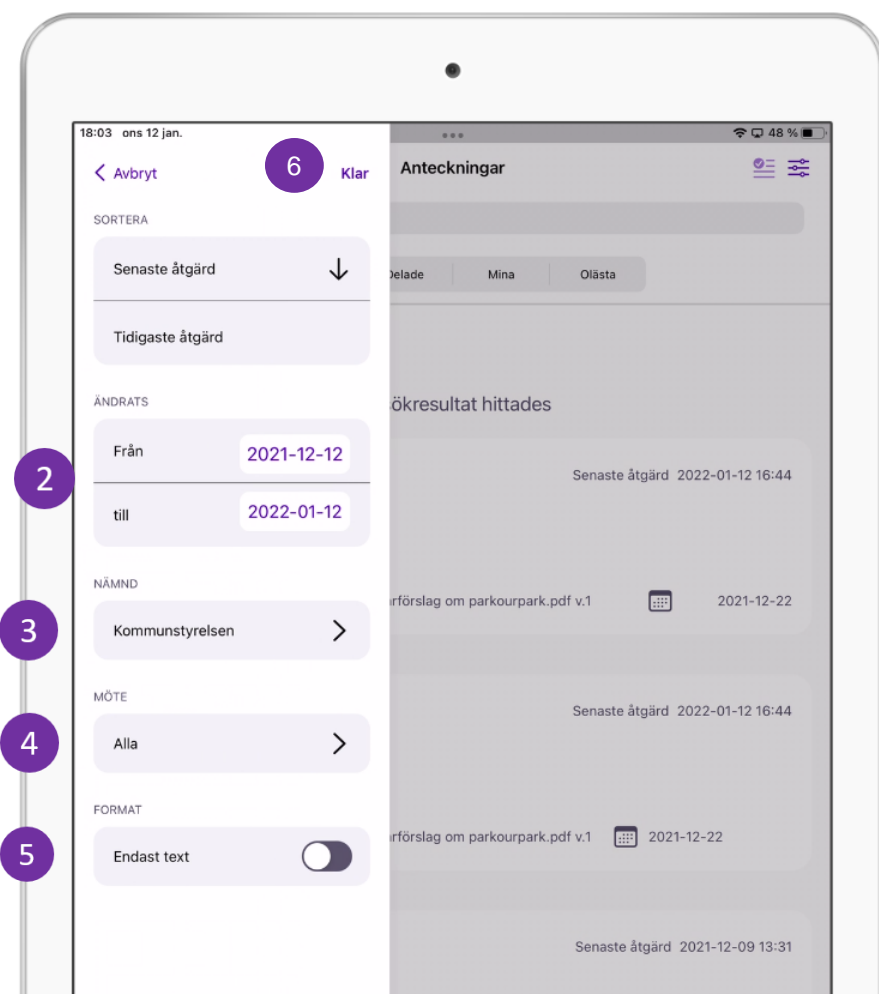 18:03 ons 12 jan.
48 %
Avbryt
6
Klar
Anteckningar
SORTERA
Senaste åtgärd
Mina
Olästa
Tidigaste åtgärd
ÄNDRATS
ökresultat hittades
2
Från 2021-12-12
till 2022-01-12
Senaste åtgärd 2022-01-12 16:44
NÄMND
3
Kommunstyrelsen
rförslag om parkourpark.pdf v.1 2021-12-22
MÖTE
4
Alla
Senaste åtgärd 2022-01-12 16:44
FORMAT
5
Endast text
rförslag om parkourpark.pdf v.1 2021-12-22
Senaste åtgärd 2021-12-09 13:31